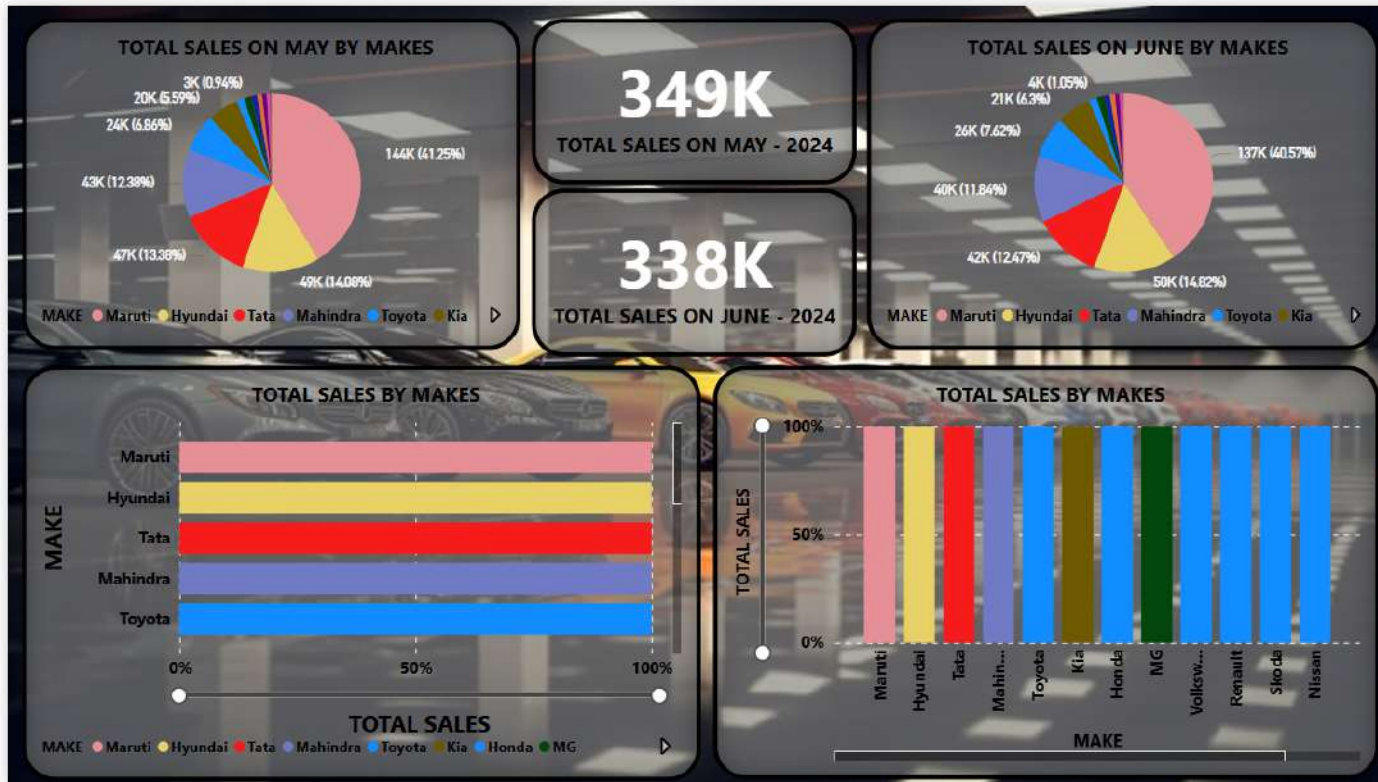 TOTAL SALES ON MAY BY MAKES
3K (0.94%)
20K (5.59%)
24K (6.86%)
144K (41.25%)
43K (12.38%)
47K (13.38%)
49K (14.08%)
MAKE Maruti Hyundai Tata Mahindra Toyota Kia
349K
TOTAL SALES ON MAY - 2024
338K
TOTAL SALES ON JUNE - 2024
TOTAL SALES ON JUNE BY MAKES
4K (1.05%)
21K (6.3%)
26K (7.62%)
137K (40.57%)
40K (11.84%)
42K (12.47%)
50K (14.82%)
MAKE Maruti Hyundai Tata Mahindra Toyota Kia
TOTAL SALES BY MAKES
MAKE
Maruti
Hyundai
Tata
Mahindra
Toyota
0% 50% 100%
TOTAL SALES
MAKE Maruti Hyundai Tata Mahindra Toyota Kia Honda MG
TOTAL SALES BY MAKES
TOTAL SALES
100%
50%
0%
Maruti
Hyundai
Tata
Mahin...
Toyota
Kia
Honda
MG
Volksw...
Renault
Skoda
Nissan
MAKE